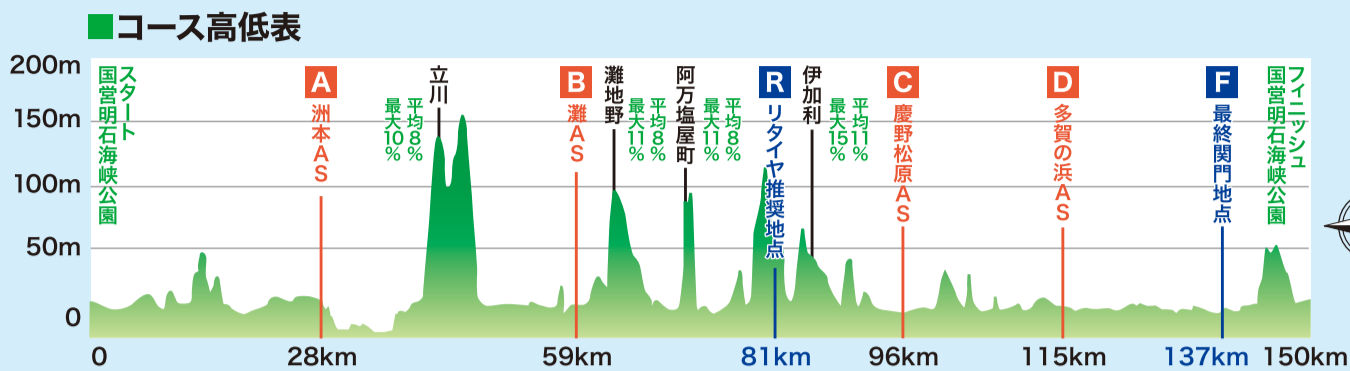 コース高低表
200m
150m
100m
50m
0
スタート
国営明石海峡公園
A
洲本AS
平均8%
最大10%
立川
B
灘AS
灘地野
平均8%
最大11%
阿万塩屋町
平均8%
最大11%
R
リタイヤ推奨地点
伊加利
平均11%
最大15%
C
慶野松原AS
D
多賀の浜AS
F
最終関門地点
フィニッシュ
国営明石海峡公園
0
28km
59km
81km
96km
115km
137km
150km